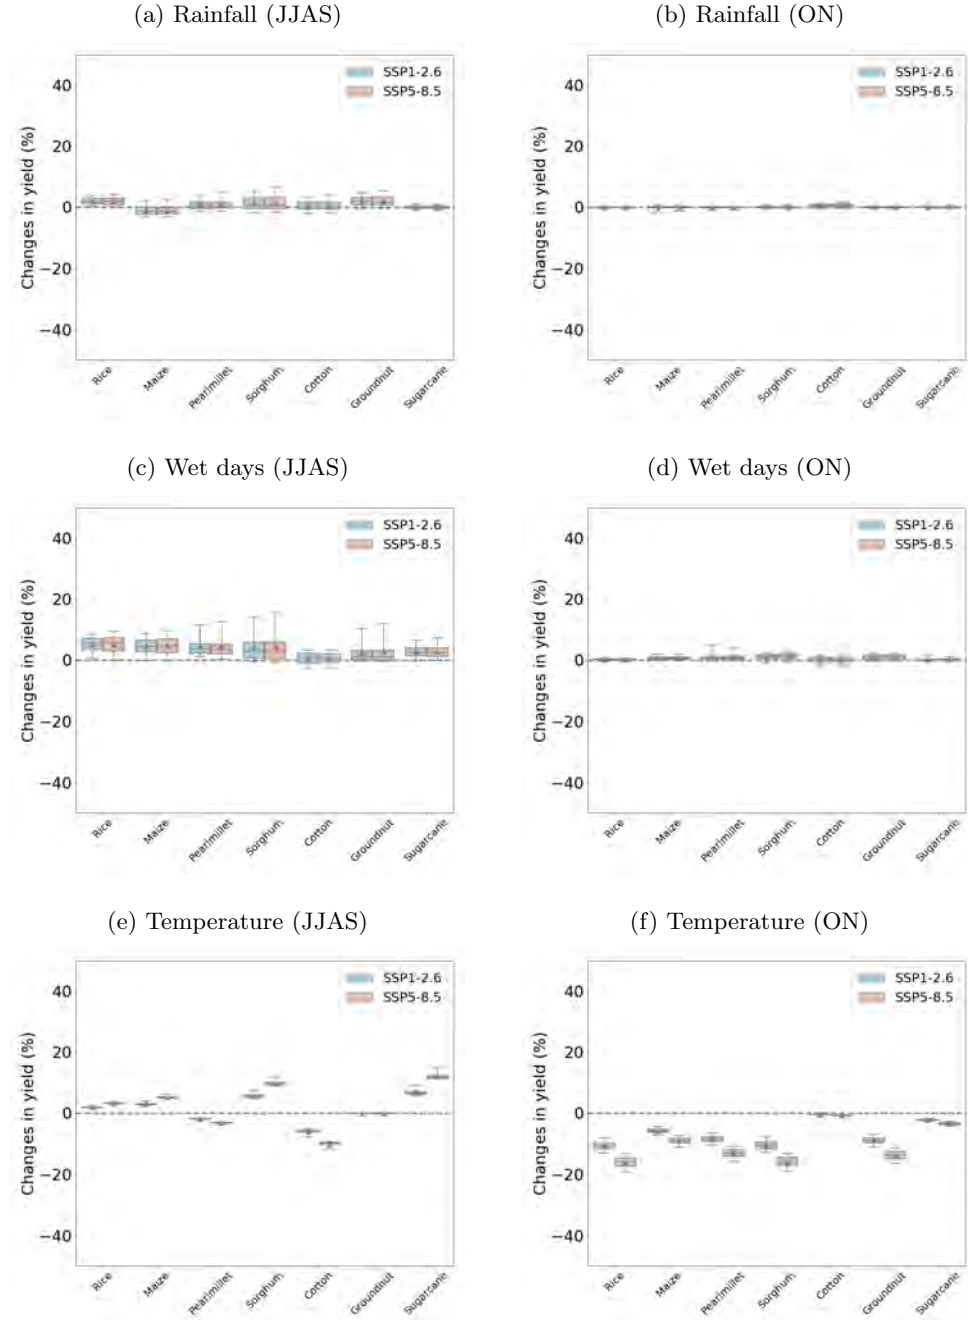 (a) Rainfall (JJAS)
(b) Rainfall (ON)
Changes in yield (%)
40
20
0
−20
−40
SSP1-2.6
SSP5-8.5
Rice
Maize
Pearlmillet
Sorghum
Cotton
Groundnut
Sugarcane
Changes in yield (%)
40
20
0
−20
−40
SSP1-2.6
SSP5-8.5
Rice
Maize
Pearlmillet
Sorghum
Cotton
Groundnut
Sugarcane
(c) Wet days (JJAS)
(d) Wet days (ON)
Changes in yield (%)
40
20
0
−20
−40
SSP1-2.6
SSP5-8.5
Rice
Maize
Pearlmillet
Sorghum
Cotton
Groundnut
Sugarcane
Changes in yield (%)
40
20
0
−20
−40
SSP1-2.6
SSP5-8.5
Rice
Maize
Pearlmillet
Sorghum
Cotton
Groundnut
Sugarcane
(e) Temperature (JJAS)
(f) Temperature (ON)
Changes in yield (%)
40
20
0
−20
−40
SSP1-2.6
SSP5-8.5
Rice
Maize
Pearlmillet
Sorghum
Cotton
Groundnut
Sugarcane
Changes in yield (%)
40
20
0
−20
−40
SSP1-2.6
SSP5-8.5
Rice
Maize
Pearlmillet
Sorghum
Cotton
Groundnut
Sugarcane